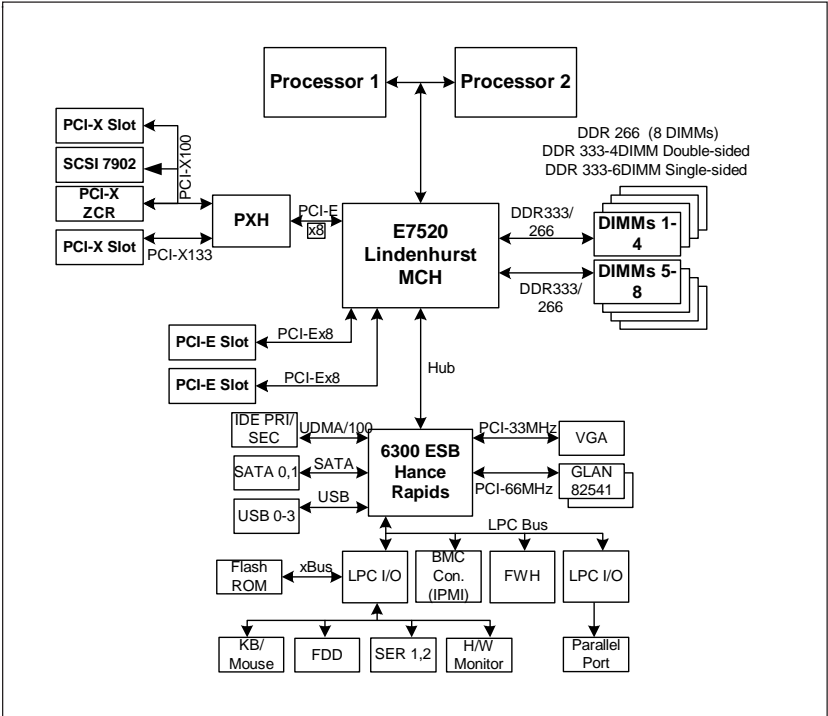 Processor 1
Processor 2
PCI-X Slot
SCSI 7902
PCI-X
ZCR
PCI-X Slot
PCI-X100
PCI-X133
PXH
PCI-E
x8
E7520
Lindenhurst
MCH
DDR 266 (8 DIMMs)
DDR 333-4DIMM Double-sided
DDR 333-6DIMM Single-sided
DDR333/
266
DIMMs 1-
4
DDR333/
266
DIMMs 5-
8
PCI-E Slot
PCI-Ex8
PCI-E Slot
PCI-Ex8
Hub
IDE PRI/
SEC
UDMA/100
SATA 0,1
SATA
USB 0-3
USB
6300 ESB
Hance
Rapids
PCI-33MHz
VGA
PCI-66MHz
GLAN
82541
LPC Bus
Flash
ROM
xBus
LPC I/O
BMC
Con.
(IPMI)
FWH
LPC I/O
KB/
Mouse
FDD
SER 1,2
H/W
Monitor
Parallel
Port